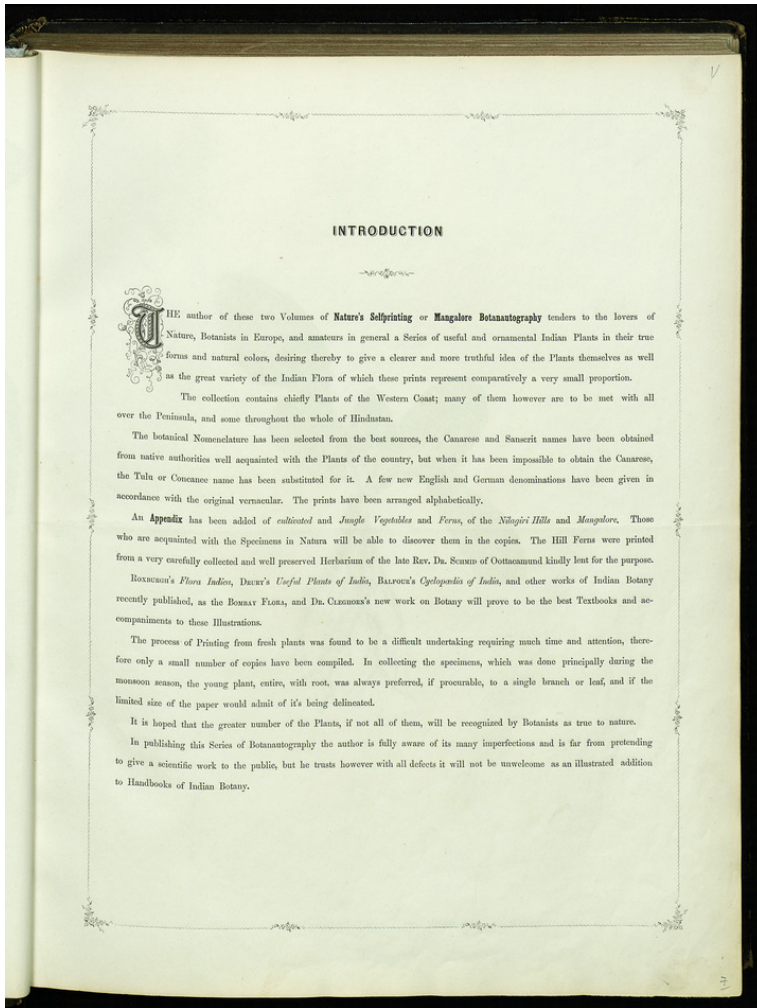 INTRODUCTION
THE author of these two Volumes of Nature's Selfprinting or Mangalore Botanautography tenders to the lovers of
Nature, Botanists in Europe, and amateurs in general a Series of useful and ornamental Indian Plants in their true
forms and natural colors, desiring thereby to give a clearer and more truthful idea of the Plants themselves as well
as the great variety of the Indian Flora of which these prints represent comparatively a very small proportion.
The collection contains chiefly Plants of the Western Coast; many of them however are to be met with all
over the Peninsula, and some throughout the whole of Hindustan.
The botanical Nomenclature has been selected from the best sources, the Canarese and Sanscrit names have been obtained
from native authorities well acquainted with the Plants of the country, but when it has been impossible to obtain the Canarese,
the Tulu or Concanee name has been substituted for it. A few new English and German denominations have been given in
accordance with the original vernacular. The prints have been arranged alphabetically.
An Appendix has been added of cultivated and Jungle Vegetables and Ferns, of the Nilagiri Hills and Mangalore. Those
who are acquainted with the Specimens in Natura will be able to discover them in the copies. The Hill Ferns were printed
from a very carefully collected and well preserved Herbarium of the late REV. DR. SCHMID of Oottacamund kindly lent for the purpose.
ROXBURGH'S Flora Indica, DRURY'S Useful Plants of India, BALFOUR'S Cyclopædia of India, and other works of Indian Botany
recently published, as the BOMBAY FLORA, and DR. CLEGHORN'S new work on Botany will prove to be the best Textbooks and ac-
companiments to these Illustrations.
The process of Printing from fresh plants was found to be a difficult undertaking requiring much time and attention, there-
fore only a small number of copies have been compiled. In collecting the specimens, which was done principally during the
monsoon season, the young plant, entire, with root, was always preferred, if procurable, to a single branch or leaf, and if the
limited size of the paper would admit of it's being delineated.
It is hoped that the greater number of the Plants, if not all of them, will be recognized by Botanists as true to nature.
In publishing this Series of Botanautography the author is fully aware of its many imperfections and is far from pretending
to give a scientific work to the public, but he trusts however with all defects it will not be unwelcome as an illustrated addition
to Handbooks of Indian Botany.